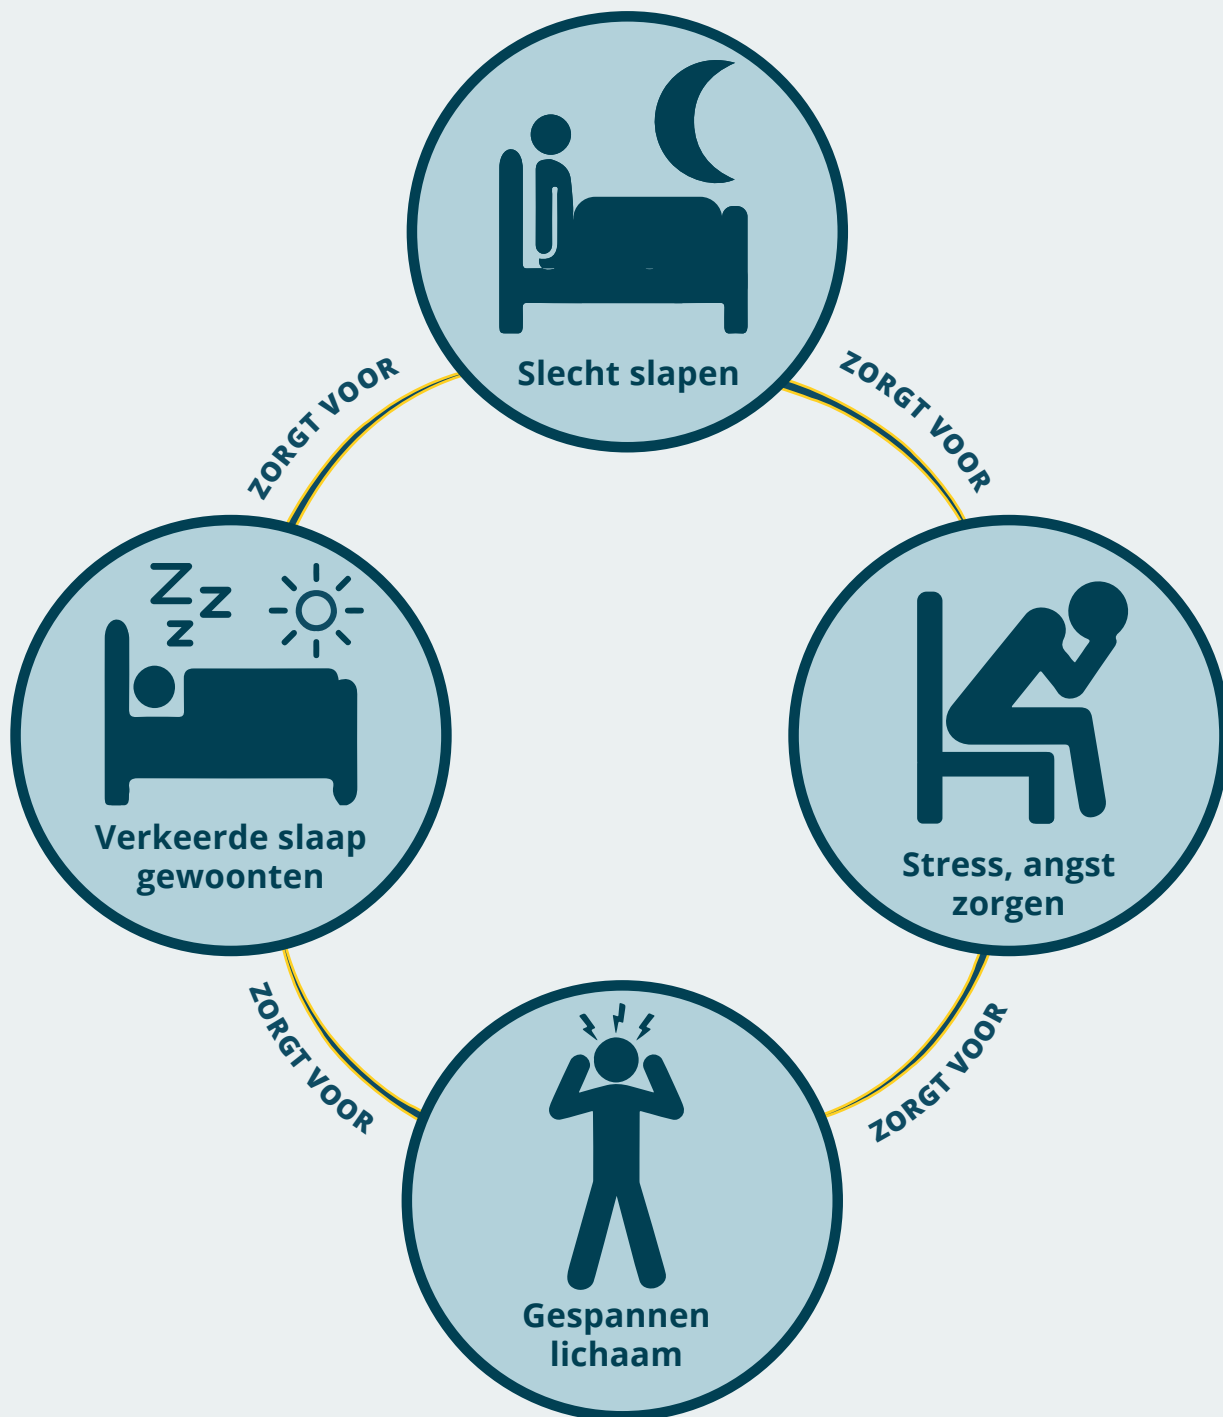 Slecht slapen
ZORGT VOOR
ZORGT VOOR
Z
Z
Z
Verkeerde slaap
gewoonten
Stress, angst
zorgen
ZORGT VOOR
ZORGT VOOR
Gespannen
lichaam